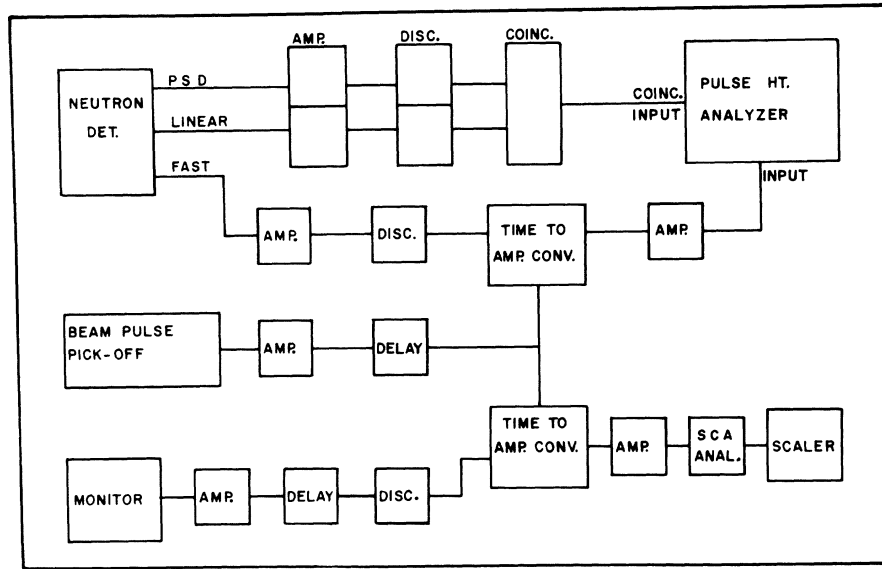 AMP.
DISC.
COINC.
NEUTRON
DET.
PSD
LINEAR
FAST
COINC.
INPUT
PULSE HT.
ANALYZER
INPUT
AMP.
DISC.
TIME TO
AMP. CONV.
AMP.
BEAM PULSE
PICK-OFF
AMP.
DELAY
TIME TO
AMP. CONV.
AMP.
SCA
ANAL.
SCALER
MONITOR
AMP.
DELAY
DISC.